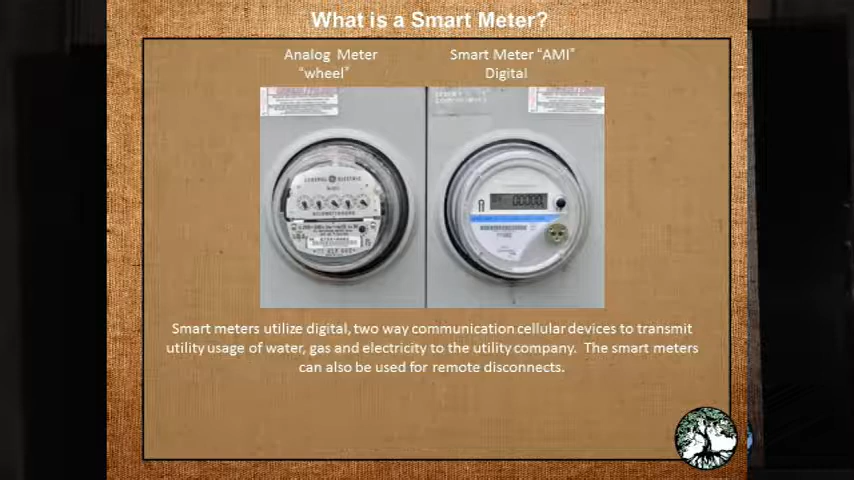 What is a Smart Meter?
Analog Meter
"wheel"
Smart Meter "AMI"
Digital
GENERAL ELECTRIC
KILOWATTHOURS
00000
Smart meters utilize digital, two way communication cellular devices to transmit
utility usage of water, gas and electricity to the utility company. The smart meters
can also be used for remote disconnects.